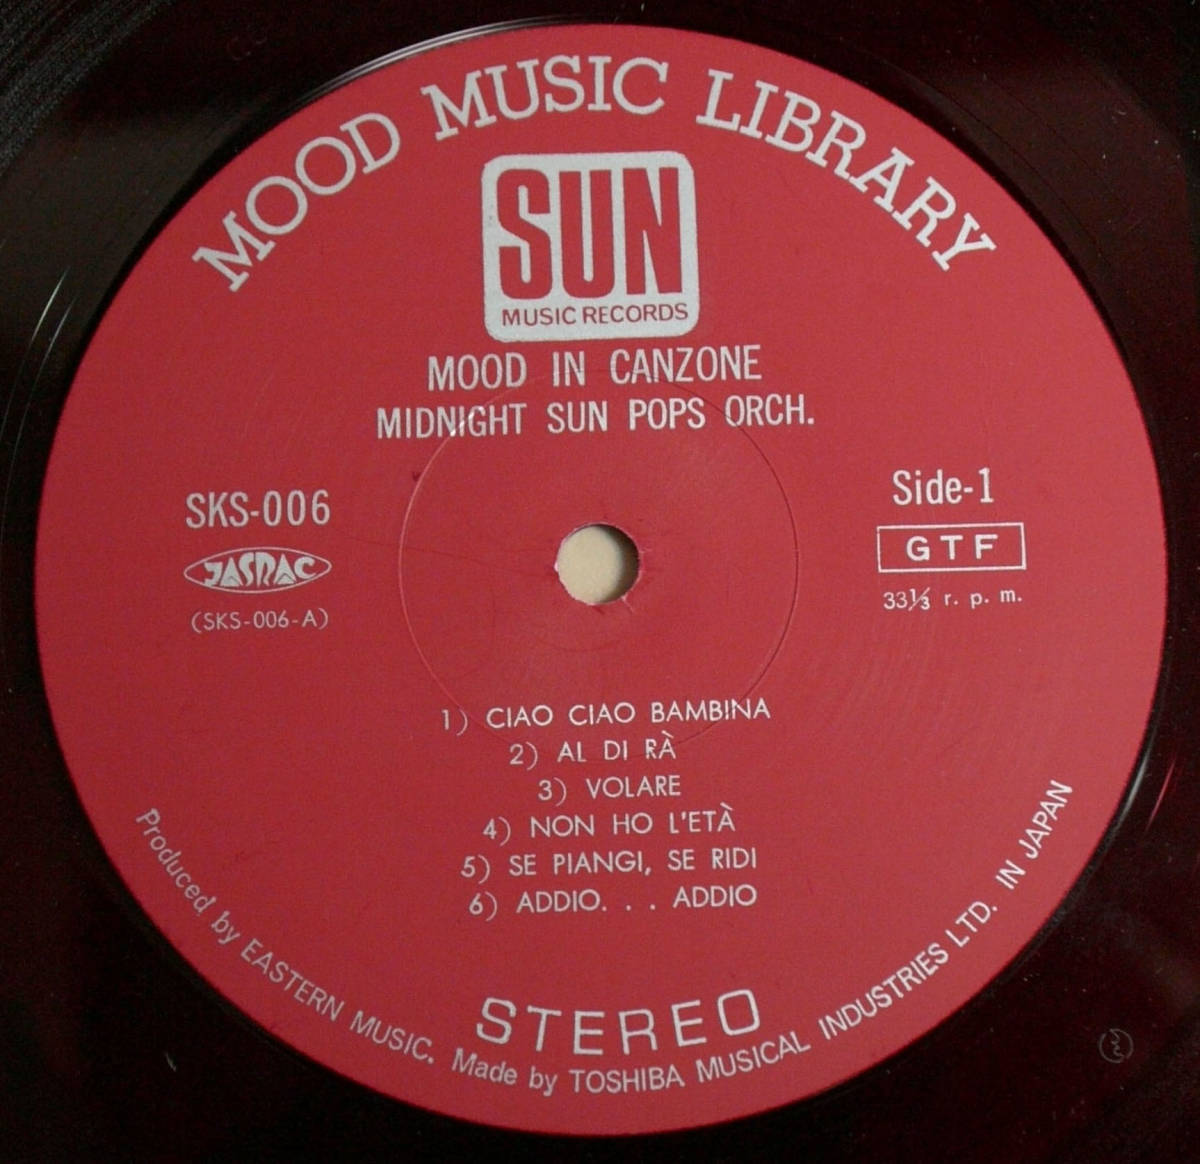 MOOD MUSIC LIBRARY
SUN
MUSIC RECORDS
MOOD IN CANZONE
MIDNIGHT SUN POPS ORCH.
SKS-006
JASRAC
(SKS-006-A)
Side-1
GTF
33⅓ r. p. m.
1) CIAO CIAO BAMBINA
2) AL DI RÀ
3) VOLARE
4) NON HO L'ETÀ
5) SE PIANGI, SE RIDI
6) ADDIO. . . ADDIO
STEREO
Produced by EASTERN MUSIC. Made by TOSHIBA MUSICAL INDUSTRIES LTD. IN JAPAN